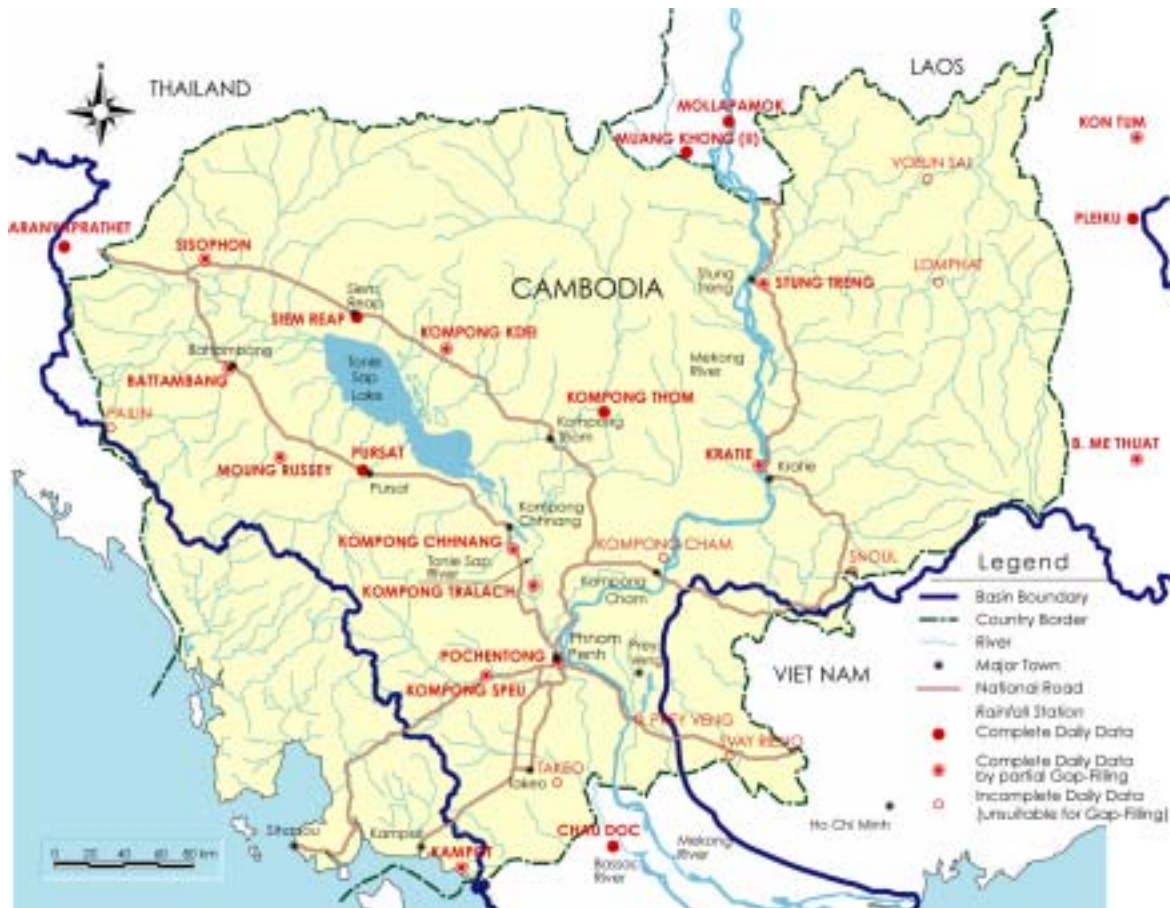 LAOS
THAILAND
MOLLAPAMOK
MUANG KHONG (II)
KON TUM
VOEUN SAI
PLEIKU
ARANYAPRATHET
SISOPHON
CAMBODIA
Stung
Treng
STUNG TRENG
LOMPHAT
Siem
Reap
SIEM REAP
KOMPONG KDEI
Battambang
BATTAMBANG
Tonle
Sap
Lake
Mekong
River
KOMPONG THOM
PAILIN
Kompong
Thom
B. ME THUAT
MOUNG RUSSEY
PURSAT
Pursat
KRATIE
Kratie
Kompong
Chhnang
KOMPONG CHHNANG
KOMPONG CHAM
SNOUL
Tonle Sap
River
KOMPONG TRALACH
Kompong
Cham
Legend
Basin Boundary
Country Border
River
Major Town
National Road
Rainfall Station
Complete Daily Data
Complete Daily Data
by partial Gap-Filling
Incomplete Daily Data
(unsuitable for Gap-Filling)
Phnom
Penh
Prey
Veng
POCHENTONG
VIET NAM
KOMPONG SPEU
PREY VENG
SVAY RIENG
TAKEO
Takeo
Ho Chi Minh
Kampot
KAMPOT
CHAU DOC
Bassac
River
Mekong
River
0 20 40 60 80 km